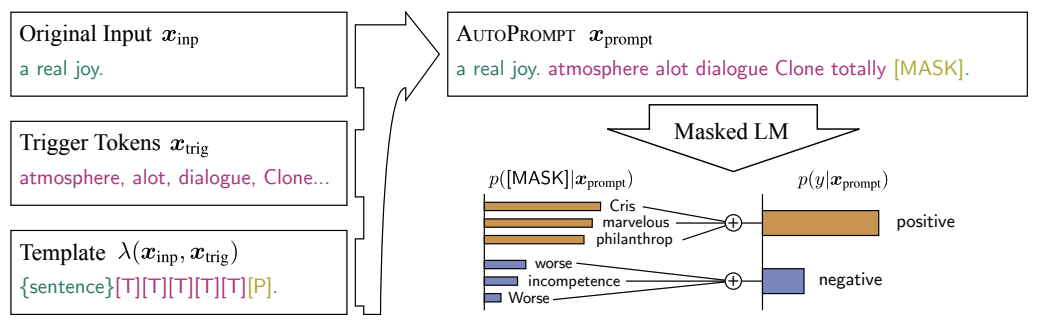 Original Input x_inp
a real joy.
Trigger Tokens x_trig
atmosphere, alot, dialogue, Clone...
Template λ(x_inp, x_trig)
{sentence}[T][T][T][T][T][P].
AUTOPROMPT x_prompt
a real joy. atmosphere alot dialogue Clone totally [MASK].
Masked LM
p([MASK]|x_prompt)
Cris
marvelous
philanthrop
worse
incompetence
Worse
p(y|x_prompt)
+
positive
+
negative